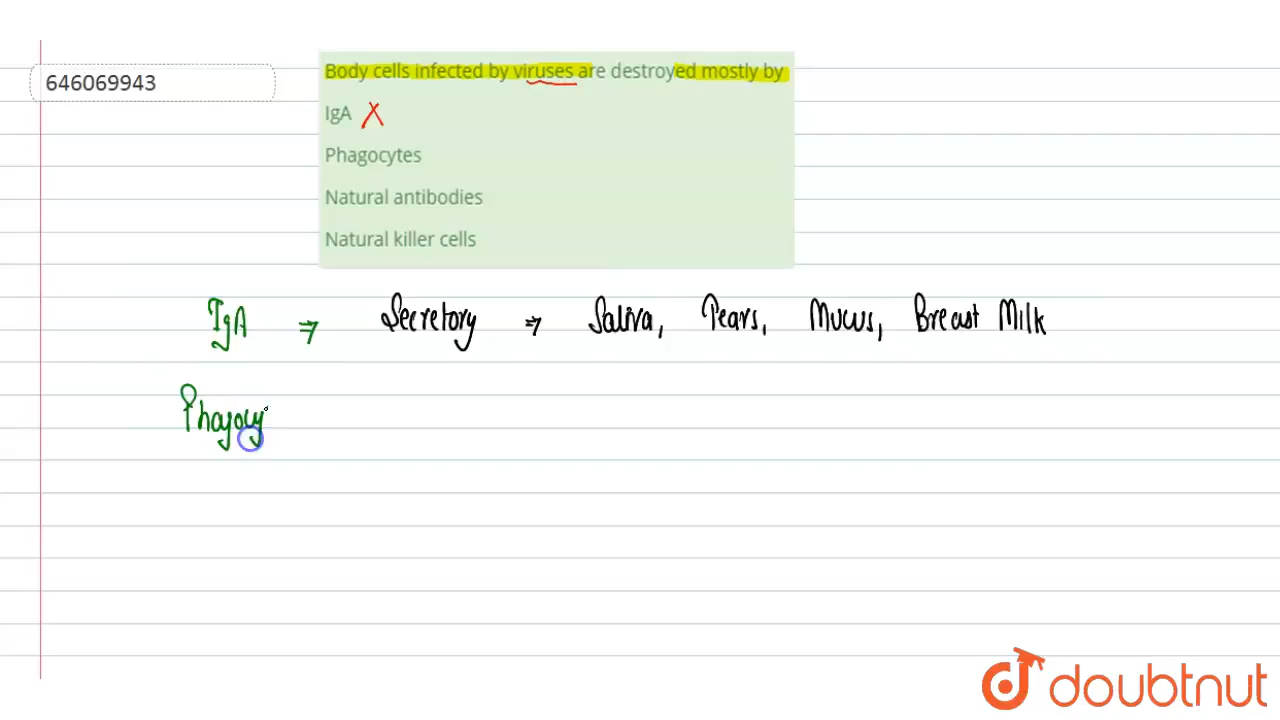 646069943
Body cells infected by viruses are destroyed mostly by
IgA X
Phagocytes
Natural antibodies
Natural killer cells
IgA ⇒ Secretory ⇒ Saliva, Tears, Mucus, Breast Milk
Phagocy
doubtnut